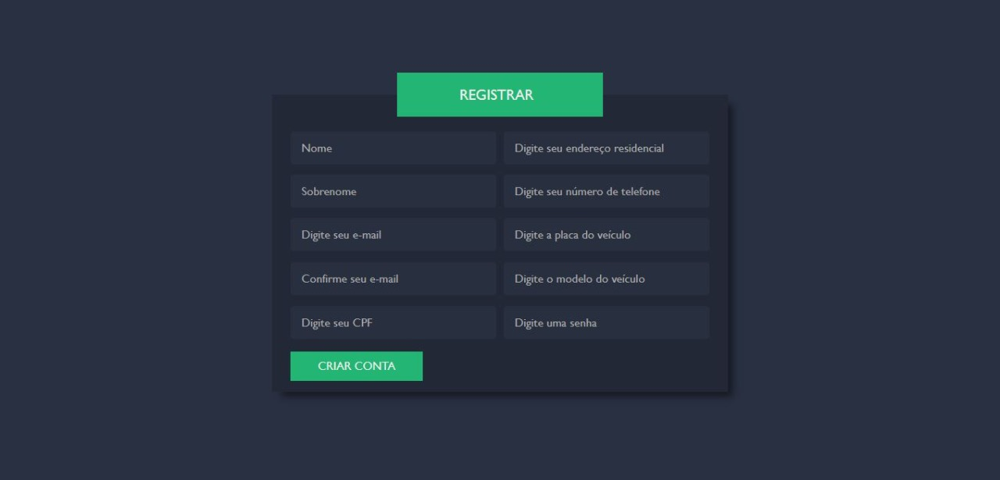 REGISTRAR
Nome
Digite seu endereço residencial
Sobrenome
Digite seu número de telefone
Digite seu e-mail
Digite a placa do veículo
Confirme seu e-mail
Digite o modelo do veículo
Digite seu CPF
Digite uma senha
CRIAR CONTA